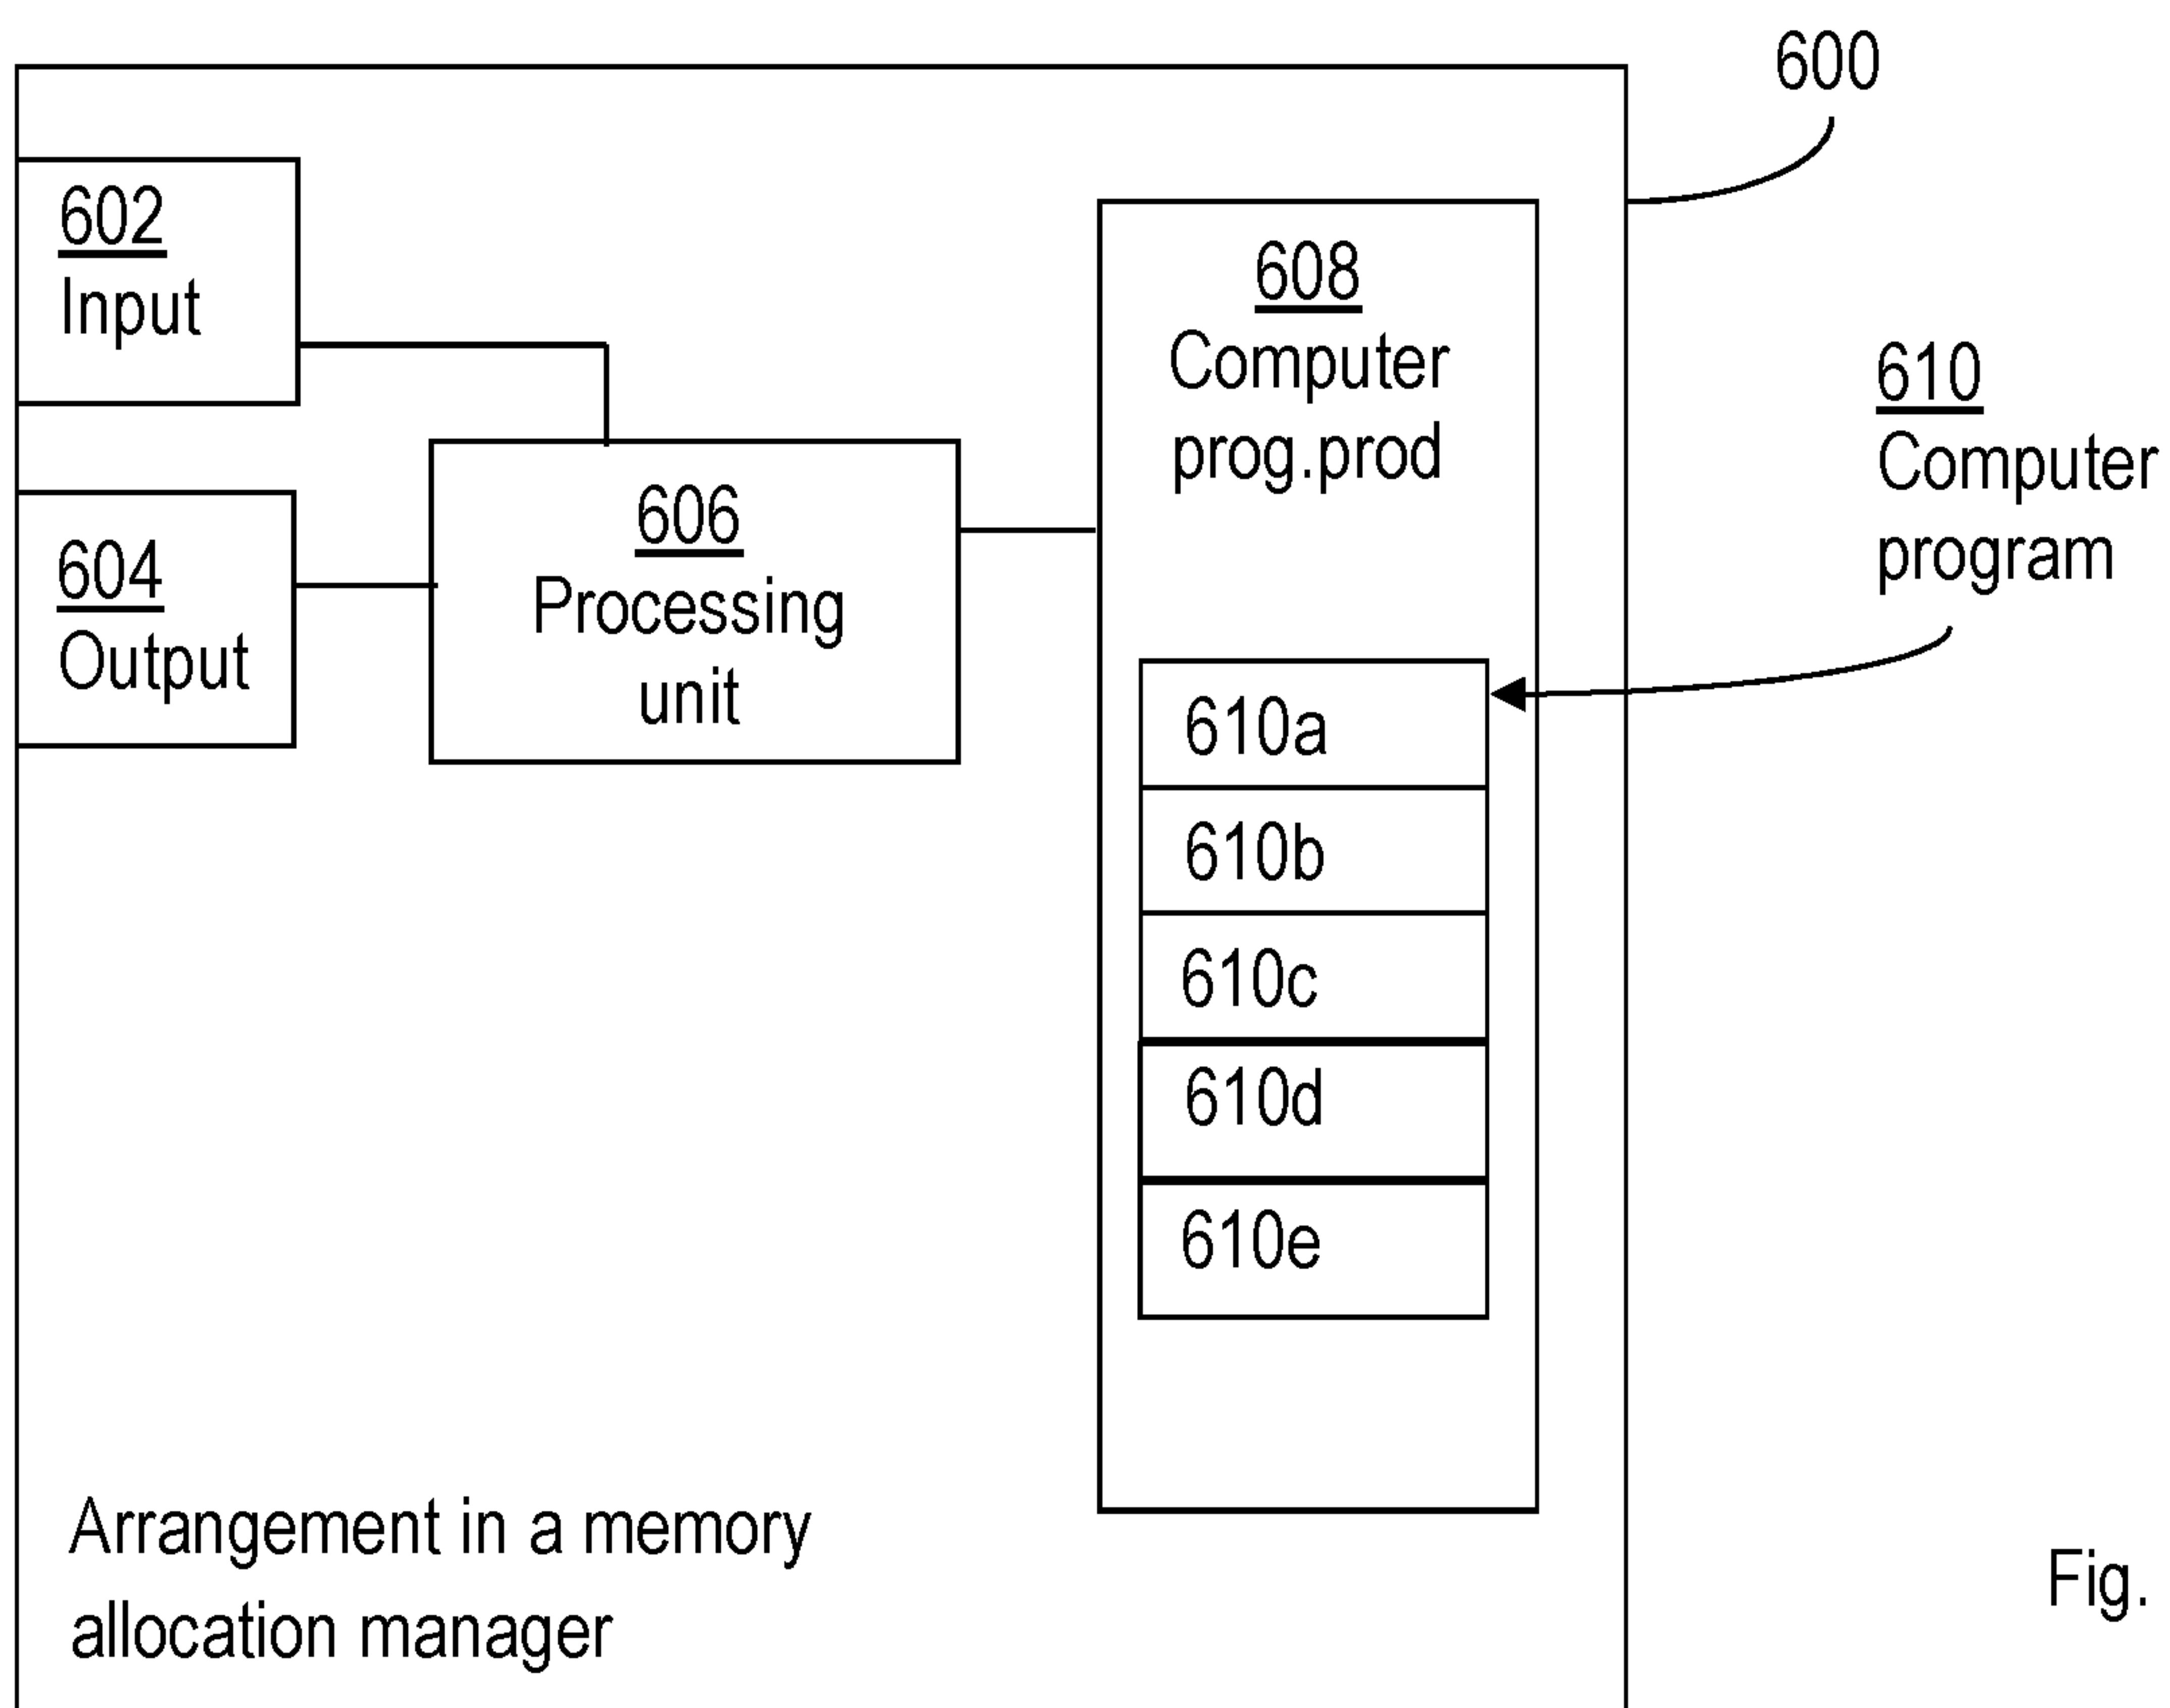 600
602
Input
608
Computer
prog.prod
610
Computer
program
606
Processing
unit
604
Output
610a
610b
610c
610d
610e
Arrangement in a memory
allocation manager
Fig.